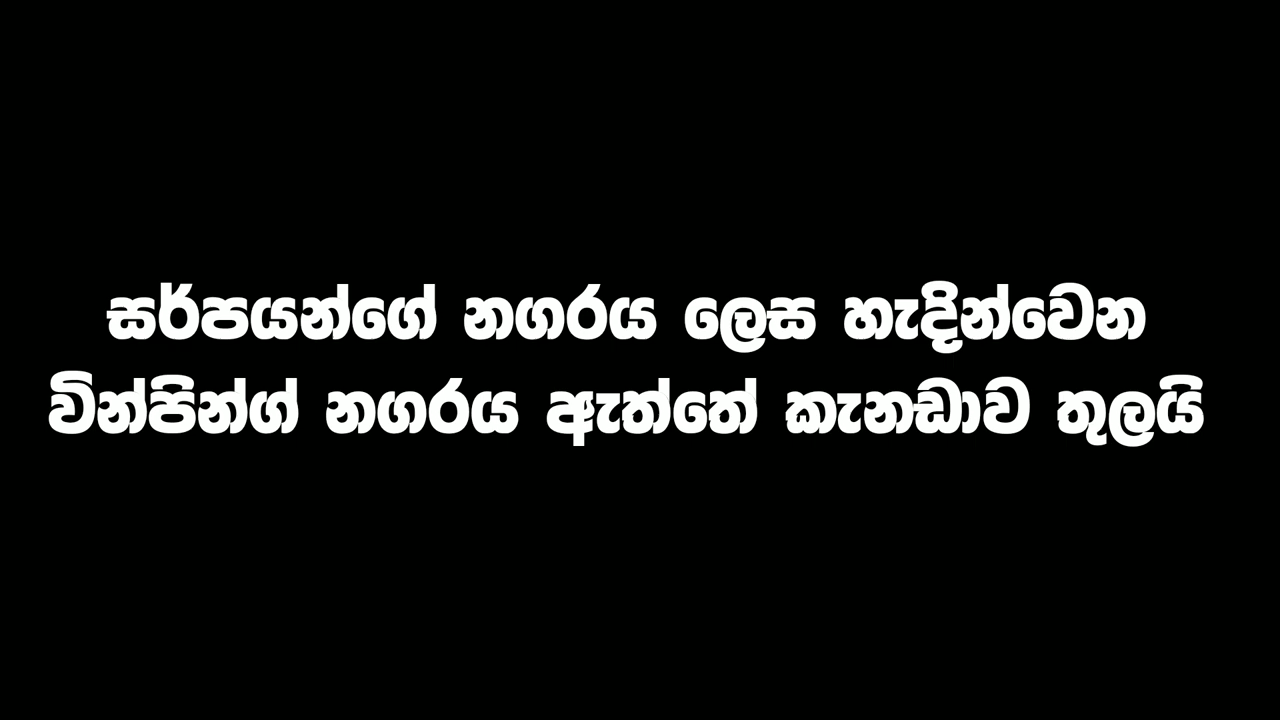 සර්පයන්ගේ නගරය ලෙස හැදින්වෙන
වින්පින්ග් නගරය ඇත්තේ කැනඩාව තුලයි